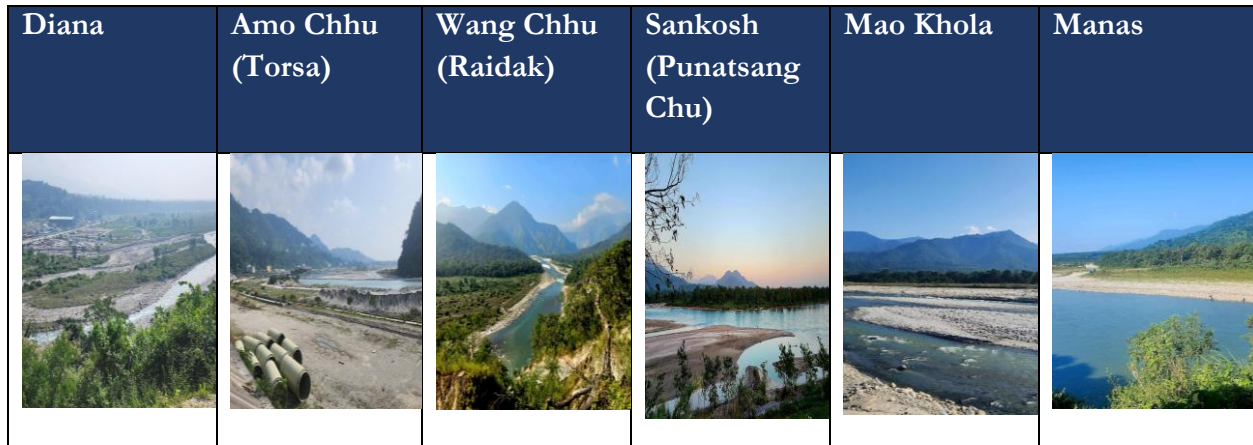 Diana
Amo Chhu
(Torsa)
Wang Chhu
(Raidak)
Sankosh
(Punatsang
Chu)
Mao Khola
Manas